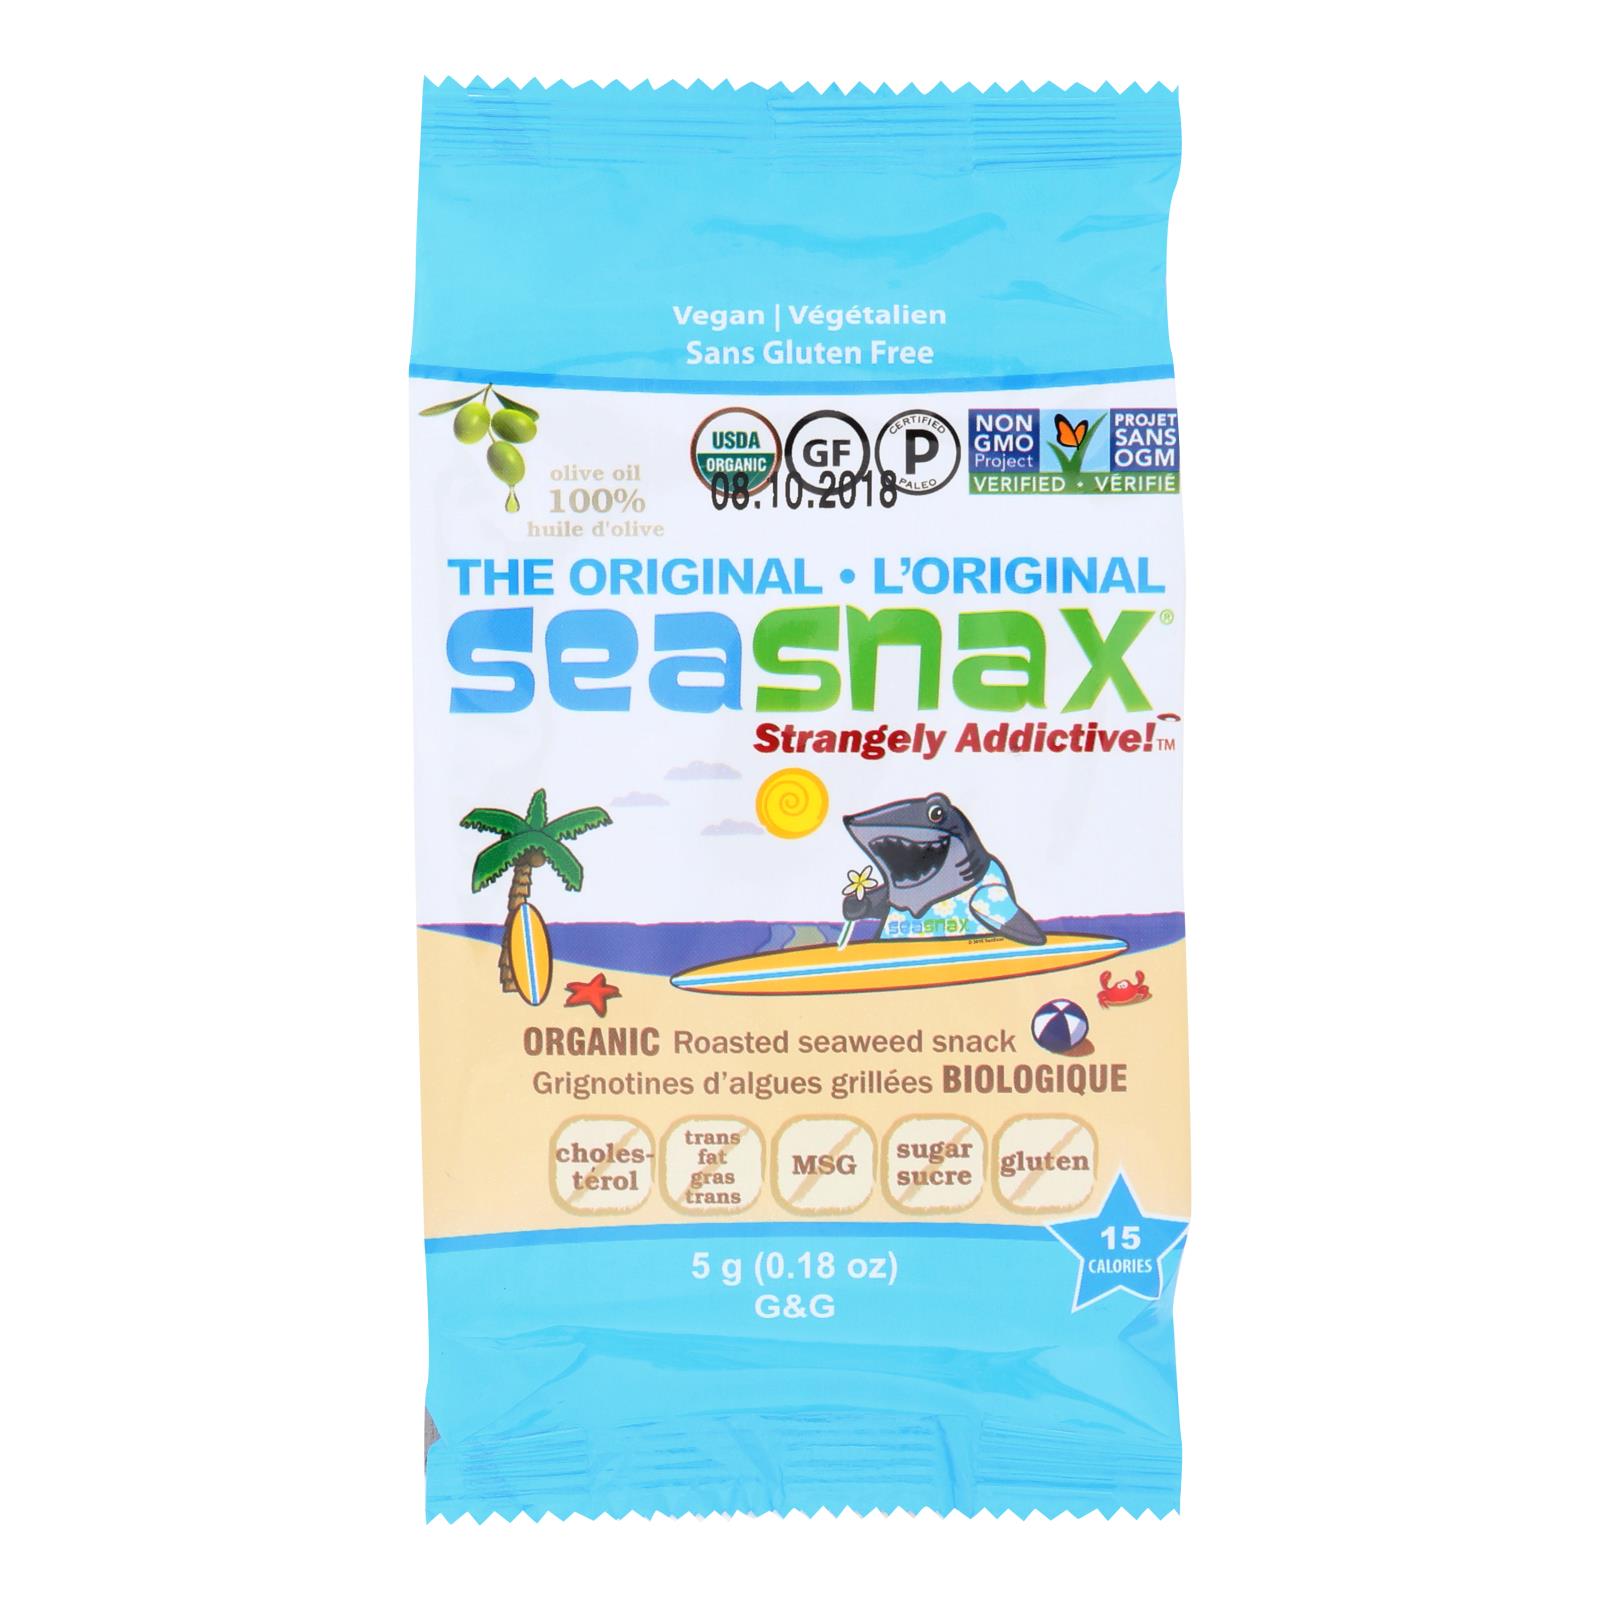 Vegan | Végétalien
Sans Gluten Free
USDA
ORGANIC
GF
CERTIFIED
P
PALEO
NON
GMO
Project
PROJET
SANS
OGM
VERIFIED • VÉRIFIÉ
olive oil
100%
huile d'olive
08.10.2018
THE ORIGINAL • L'ORIGINAL
seasnax®
Strangely Addictive!™
seasnax
ORGANIC Roasted seaweed snack
Grignotines d'algues grillées BIOLOGIQUE
choles-
térol
trans
fat
gras
trans
MSG
sugar
sucre
gluten
15
CALORIES
5 g (0.18 oz)
G&G